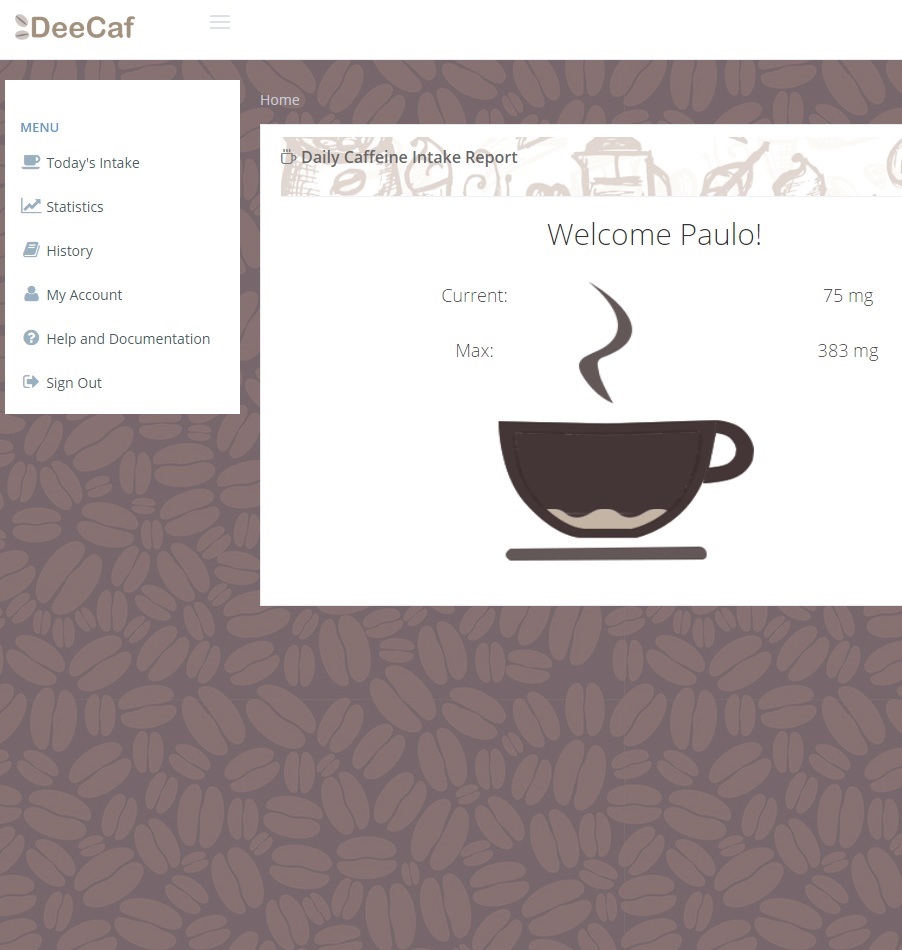 DeeCaf
Home
MENU
Today's Intake
Statistics
History
My Account
Help and Documentation
Sign Out
Daily Caffeine Intake Report
Welcome Paulo!
Current: 75 mg
Max: 383 mg